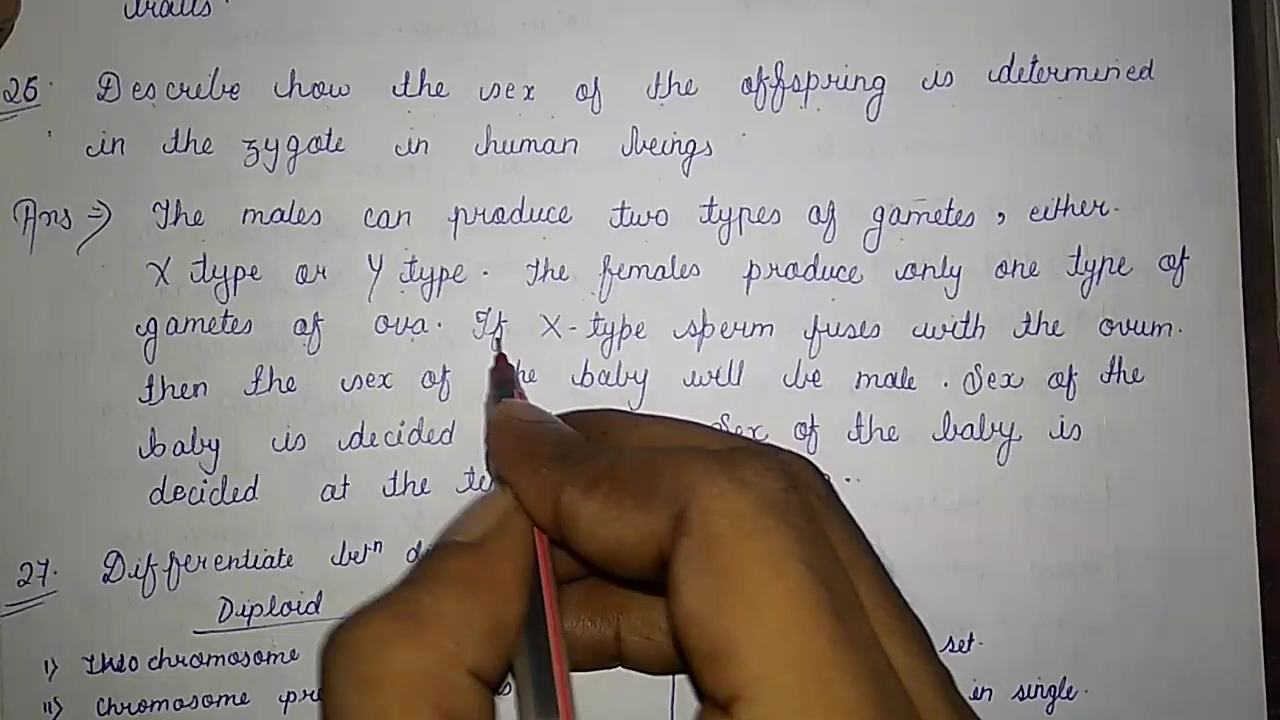 traits
26. Describe how the sex of the offspring is determined
in the zygote in human beings
Ans ⇒ The males can produce two types of gametes, either.
X type or Y type. The females produce only one type of
gametes of ova. If X-type sperm fuses with the ovum.
then the sex of the baby will be male. Sex of the
baby is decided Sex of the baby is
decided at the
27. Differentiate betⁿ
Diploid
i) chromosome set.
ii) Chromosome in single.